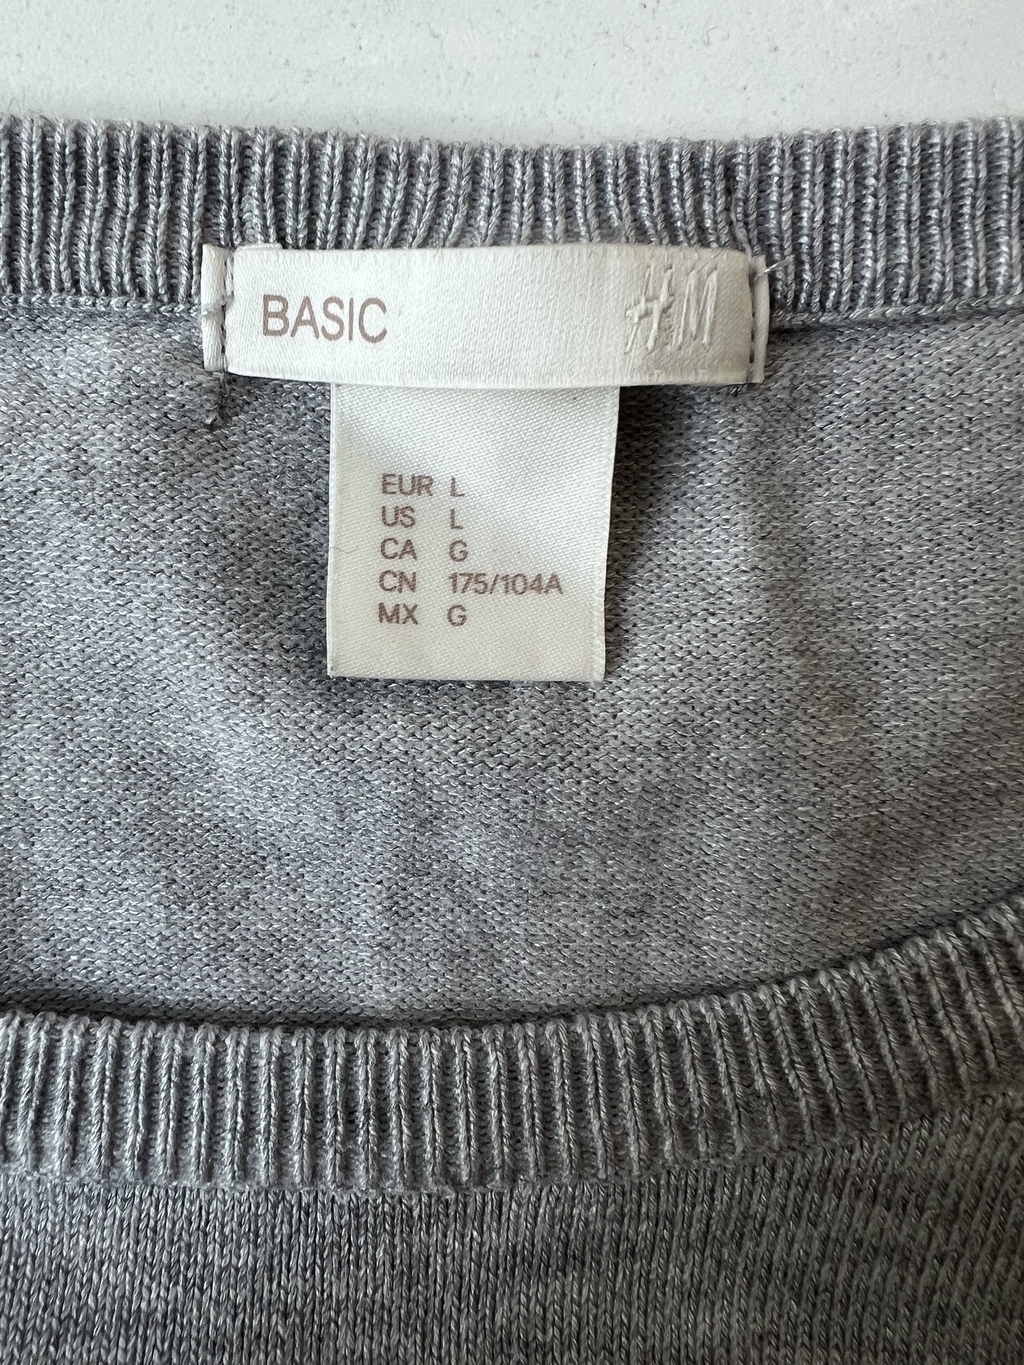 BASIC H&M
EUR L
US L
CA G
CN 175/104A
MX G